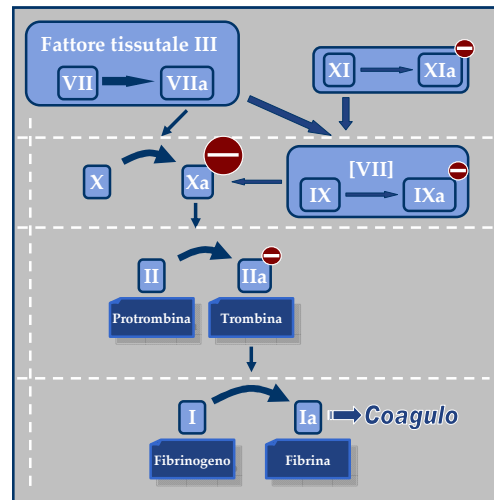 Fattore tissutale III
VII VIIa
XI XIa
[VII]
X Xa
IX IXa
II IIa
Protrombina Trombina
I Ia Coagulo
Fibrinogeno Fibrina